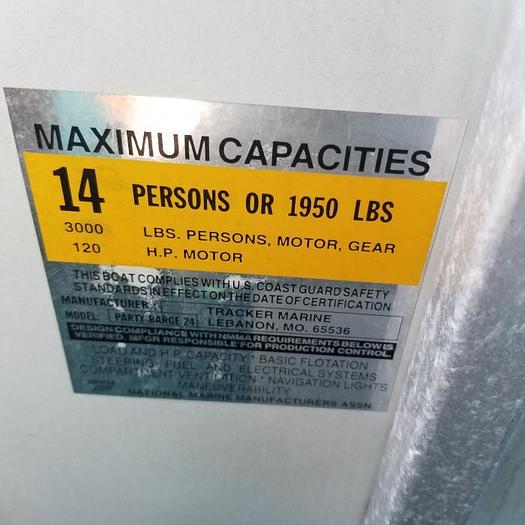 MAXIMUM CAPACITIES
14 PERSONS OR 1950 LBS
3000 LBS. PERSONS, MOTOR, GEAR
120 H.P. MOTOR
THIS BOAT COMPLIES WITH U.S. COAST GUARD SAFETY
STANDARDS IN EFFECT ON THE DATE OF CERTIFICATION
MANUFACTURER: TRACKER MARINE
MODEL: PARTY BARGE 24 LEBANON, MO. 65536
DESIGN COMPLIANCE WITH NMMA REQUIREMENTS BELOW IS
VERIFIED. MFGR RESPONSIBLE FOR PRODUCTION CONTROL.
LOAD AND H.P. CAPACITY * BASIC FLOTATION
STEERING, FUEL, AND ELECTRICAL SYSTEMS
COMPARTMENT VENTILATION * NAVIGATION LIGHTS
MANEUVERABILITY
NATIONAL MARINE MANUFACTURERS ASSN